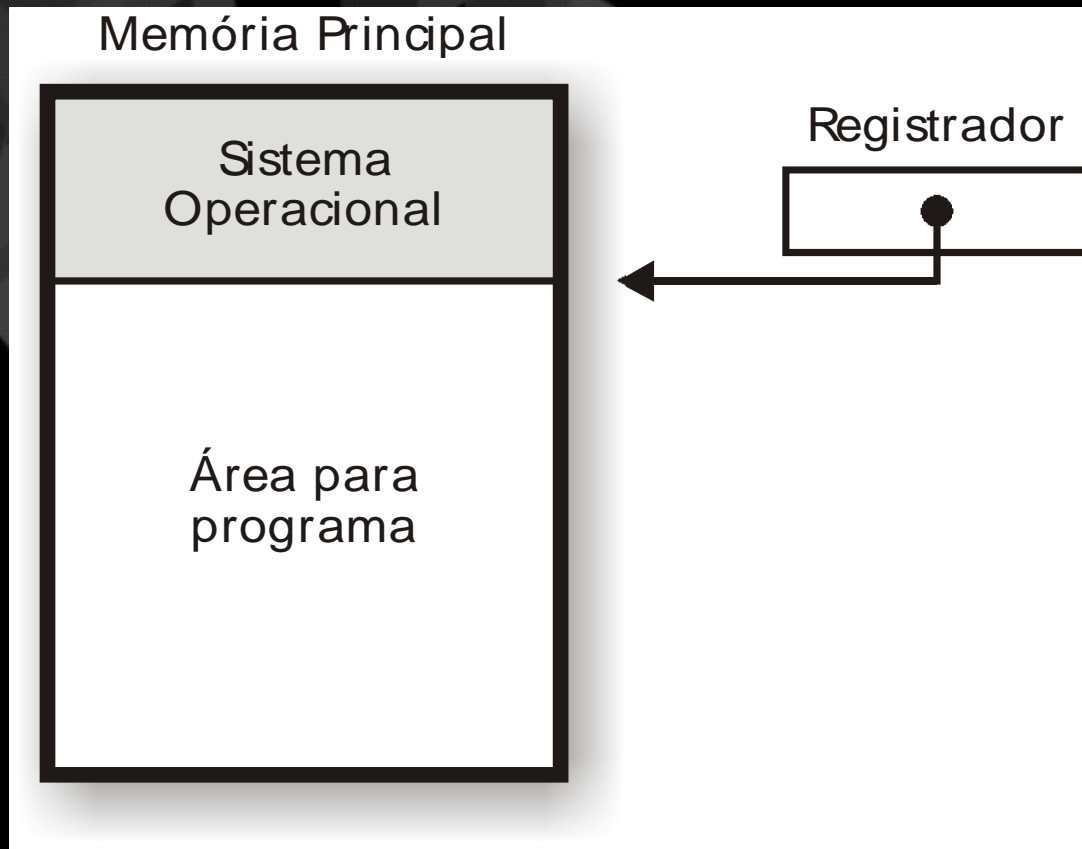 Memória Principal
Sistema
Operacional
Registrador
Área para
programa